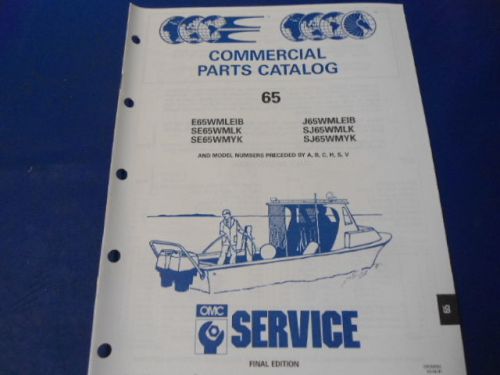 COMMERCIAL
PARTS CATALOG
65
E65WMLEIB J65WMLEIB
SE65WMLK SJ65WMLK
SE65WMYK SJ65WMYK
AND MODEL NUMBERS PRECEDED BY A, B, C, H, S, V
65
OMC
SERVICE
FINAL EDITION